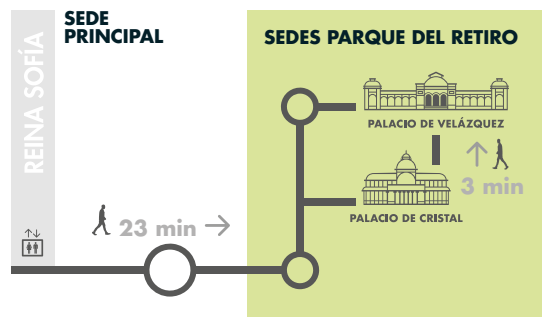 REINA SOFÍA
SEDE
PRINCIPAL
SEDES PARQUE DEL RETIRO
PALACIO DE VELÁZQUEZ
3 min
PALACIO DE CRISTAL
23 min